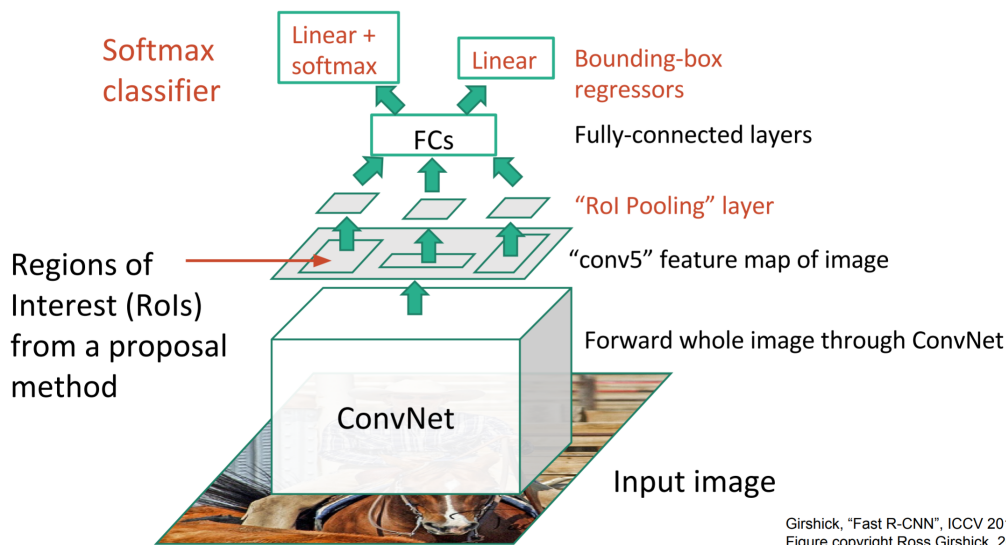 Softmax
classifier
Linear +
softmax
Linear
Bounding-box
regressors
FCs
Fully-connected layers
“RoI Pooling” layer
Regions of
Interest (RoIs)
from a proposal
method
“conv5” feature map of image
Forward whole image through ConvNet
ConvNet
Input image
Girshick, “Fast R-CNN”, ICCV 20
Figure copyright Ross Girshick, 2